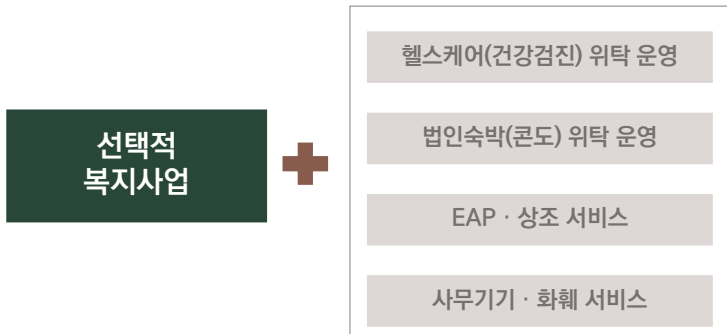 선택적
복지사업
헬스케어(건강검진) 위탁 운영
법인숙박(콘도) 위탁 운영
EAP · 상조 서비스
사무기기 · 화훼 서비스